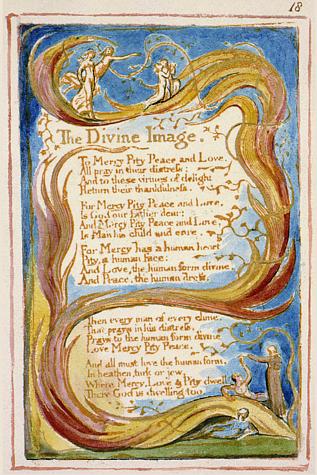 18
The Divine Image.
To Mercy Pity Peace and Love.
All pray in their distress:
And to these virtues of delight
Return their thankfulness.
For Mercy Pity Peace and Love,
Is God our father dear:
And Mercy Pity Peace and Love,
Is Man his child and care.
For Mercy has a human heart
Pity, a human face:
And Love, the human form divine,
And Peace, the human dress.
Then every man of every clime,
That prays in his distress,
Prays to the human form divine
Love Mercy Pity Peace.
And all must love the human form,
In heathen, turk or jew.
Where Mercy, Love & Pity dwell,
There God is dwelling too.